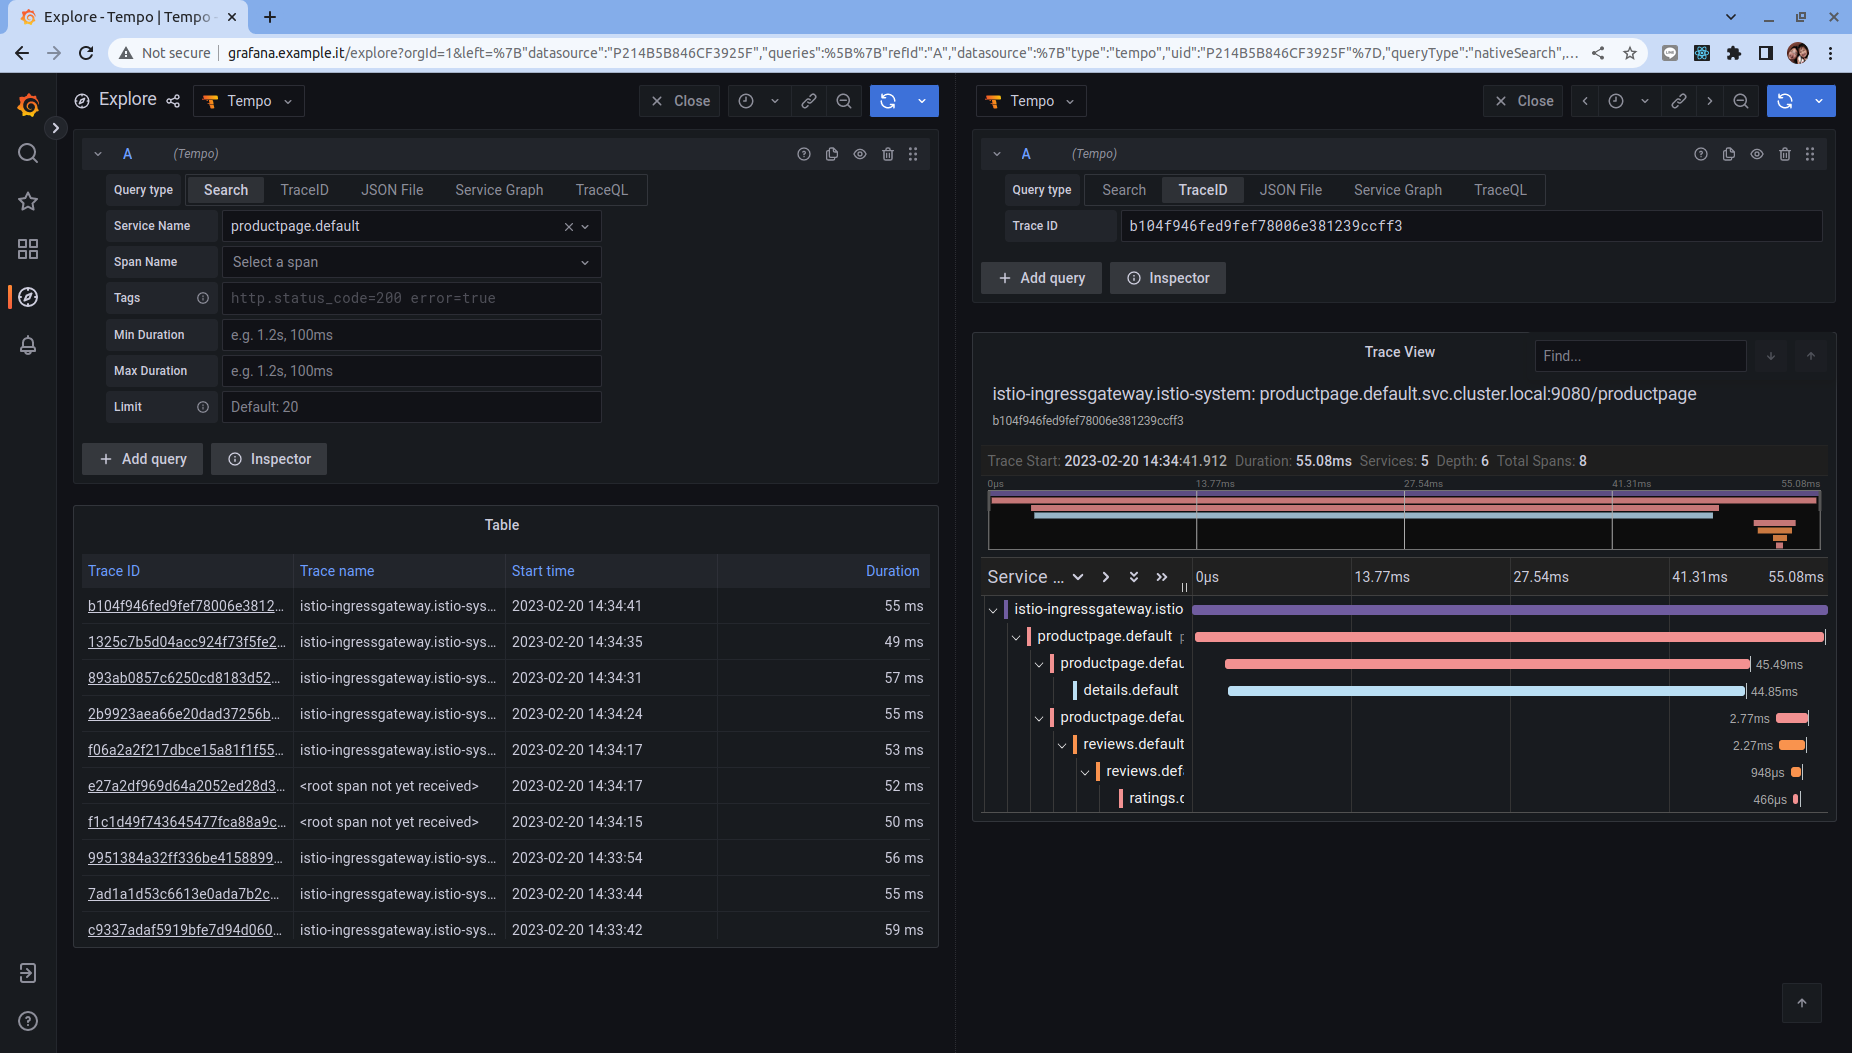 Explore - Tempo | Tempo -
Not secure
grafana.example.it/explore?orgId=1&left=%7B"datasource":"P214B5B846CF3925F","queries":%5B%7B"refId":"A","datasource":%7B"type":"tempo","uid":"P214B5B846CF3925F"%7D,"queryType":"nativeSearch",...
Explore
Tempo
Close
A
(Tempo)
Query type
Search
TraceID
JSON File
Service Graph
TraceQL
Service Name
productpage.default
Span Name
Select a span
Tags
http.status_code=200 error=true
Min Duration
e.g. 1.2s, 100ms
Max Duration
e.g. 1.2s, 100ms
Limit
Default: 20
Add query
Inspector
Table
Trace ID Trace name Start time Duration
b104f946fed9fef78006e3812... istio-ingressgateway.istio-sys... 2023-02-20 14:34:41 55 ms
1325c7b5d04acc924f73f5fe2... istio-ingressgateway.istio-sys... 2023-02-20 14:34:35 49 ms
893ab0857c6250cd8183d52... istio-ingressgateway.istio-sys... 2023-02-20 14:34:31 57 ms
2b9923aea66e20dad37256b... istio-ingressgateway.istio-sys... 2023-02-20 14:34:24 55 ms
f06a2a2f217dbce15a81f1f55... istio-ingressgateway.istio-sys... 2023-02-20 14:34:17 53 ms
e27a2df969d64a2052ed28d3... <root span not yet received> 2023-02-20 14:34:17 52 ms
f1c1d49f743645477fca88a9c... <root span not yet received> 2023-02-20 14:34:15 50 ms
9951384a32ff336be4158899... istio-ingressgateway.istio-sys... 2023-02-20 14:33:54 56 ms
7ad1a1d53c6613e0ada7b2c... istio-ingressgateway.istio-sys... 2023-02-20 14:33:44 55 ms
c9337adaf5919bfe7d94d060... istio-ingressgateway.istio-sys... 2023-02-20 14:33:42 59 ms
Tempo
Close
A
(Tempo)
Query type
Search
TraceID
JSON File
Service Graph
TraceQL
Trace ID
b104f946fed9fef78006e381239ccff3
Add query
Inspector
Trace View
Find...
istio-ingressgateway.istio-system: productpage.default.svc.cluster.local:9080/productpage
b104f946fed9fef78006e381239ccff3
Trace Start: 2023-02-20 14:34:41.912 Duration: 55.08ms Services: 5 Depth: 6 Total Spans: 8
0µs 13.77ms 27.54ms 41.31ms 55.08ms
Service ... 0µs 13.77ms 27.54ms 41.31ms 55.08ms
istio-ingressgateway.istio
productpage.default p
productpage.defau 45.49ms
details.default 44.85ms
productpage.defau 2.77ms
reviews.default 2.27ms
reviews.def 948µs
ratings.c 466µs